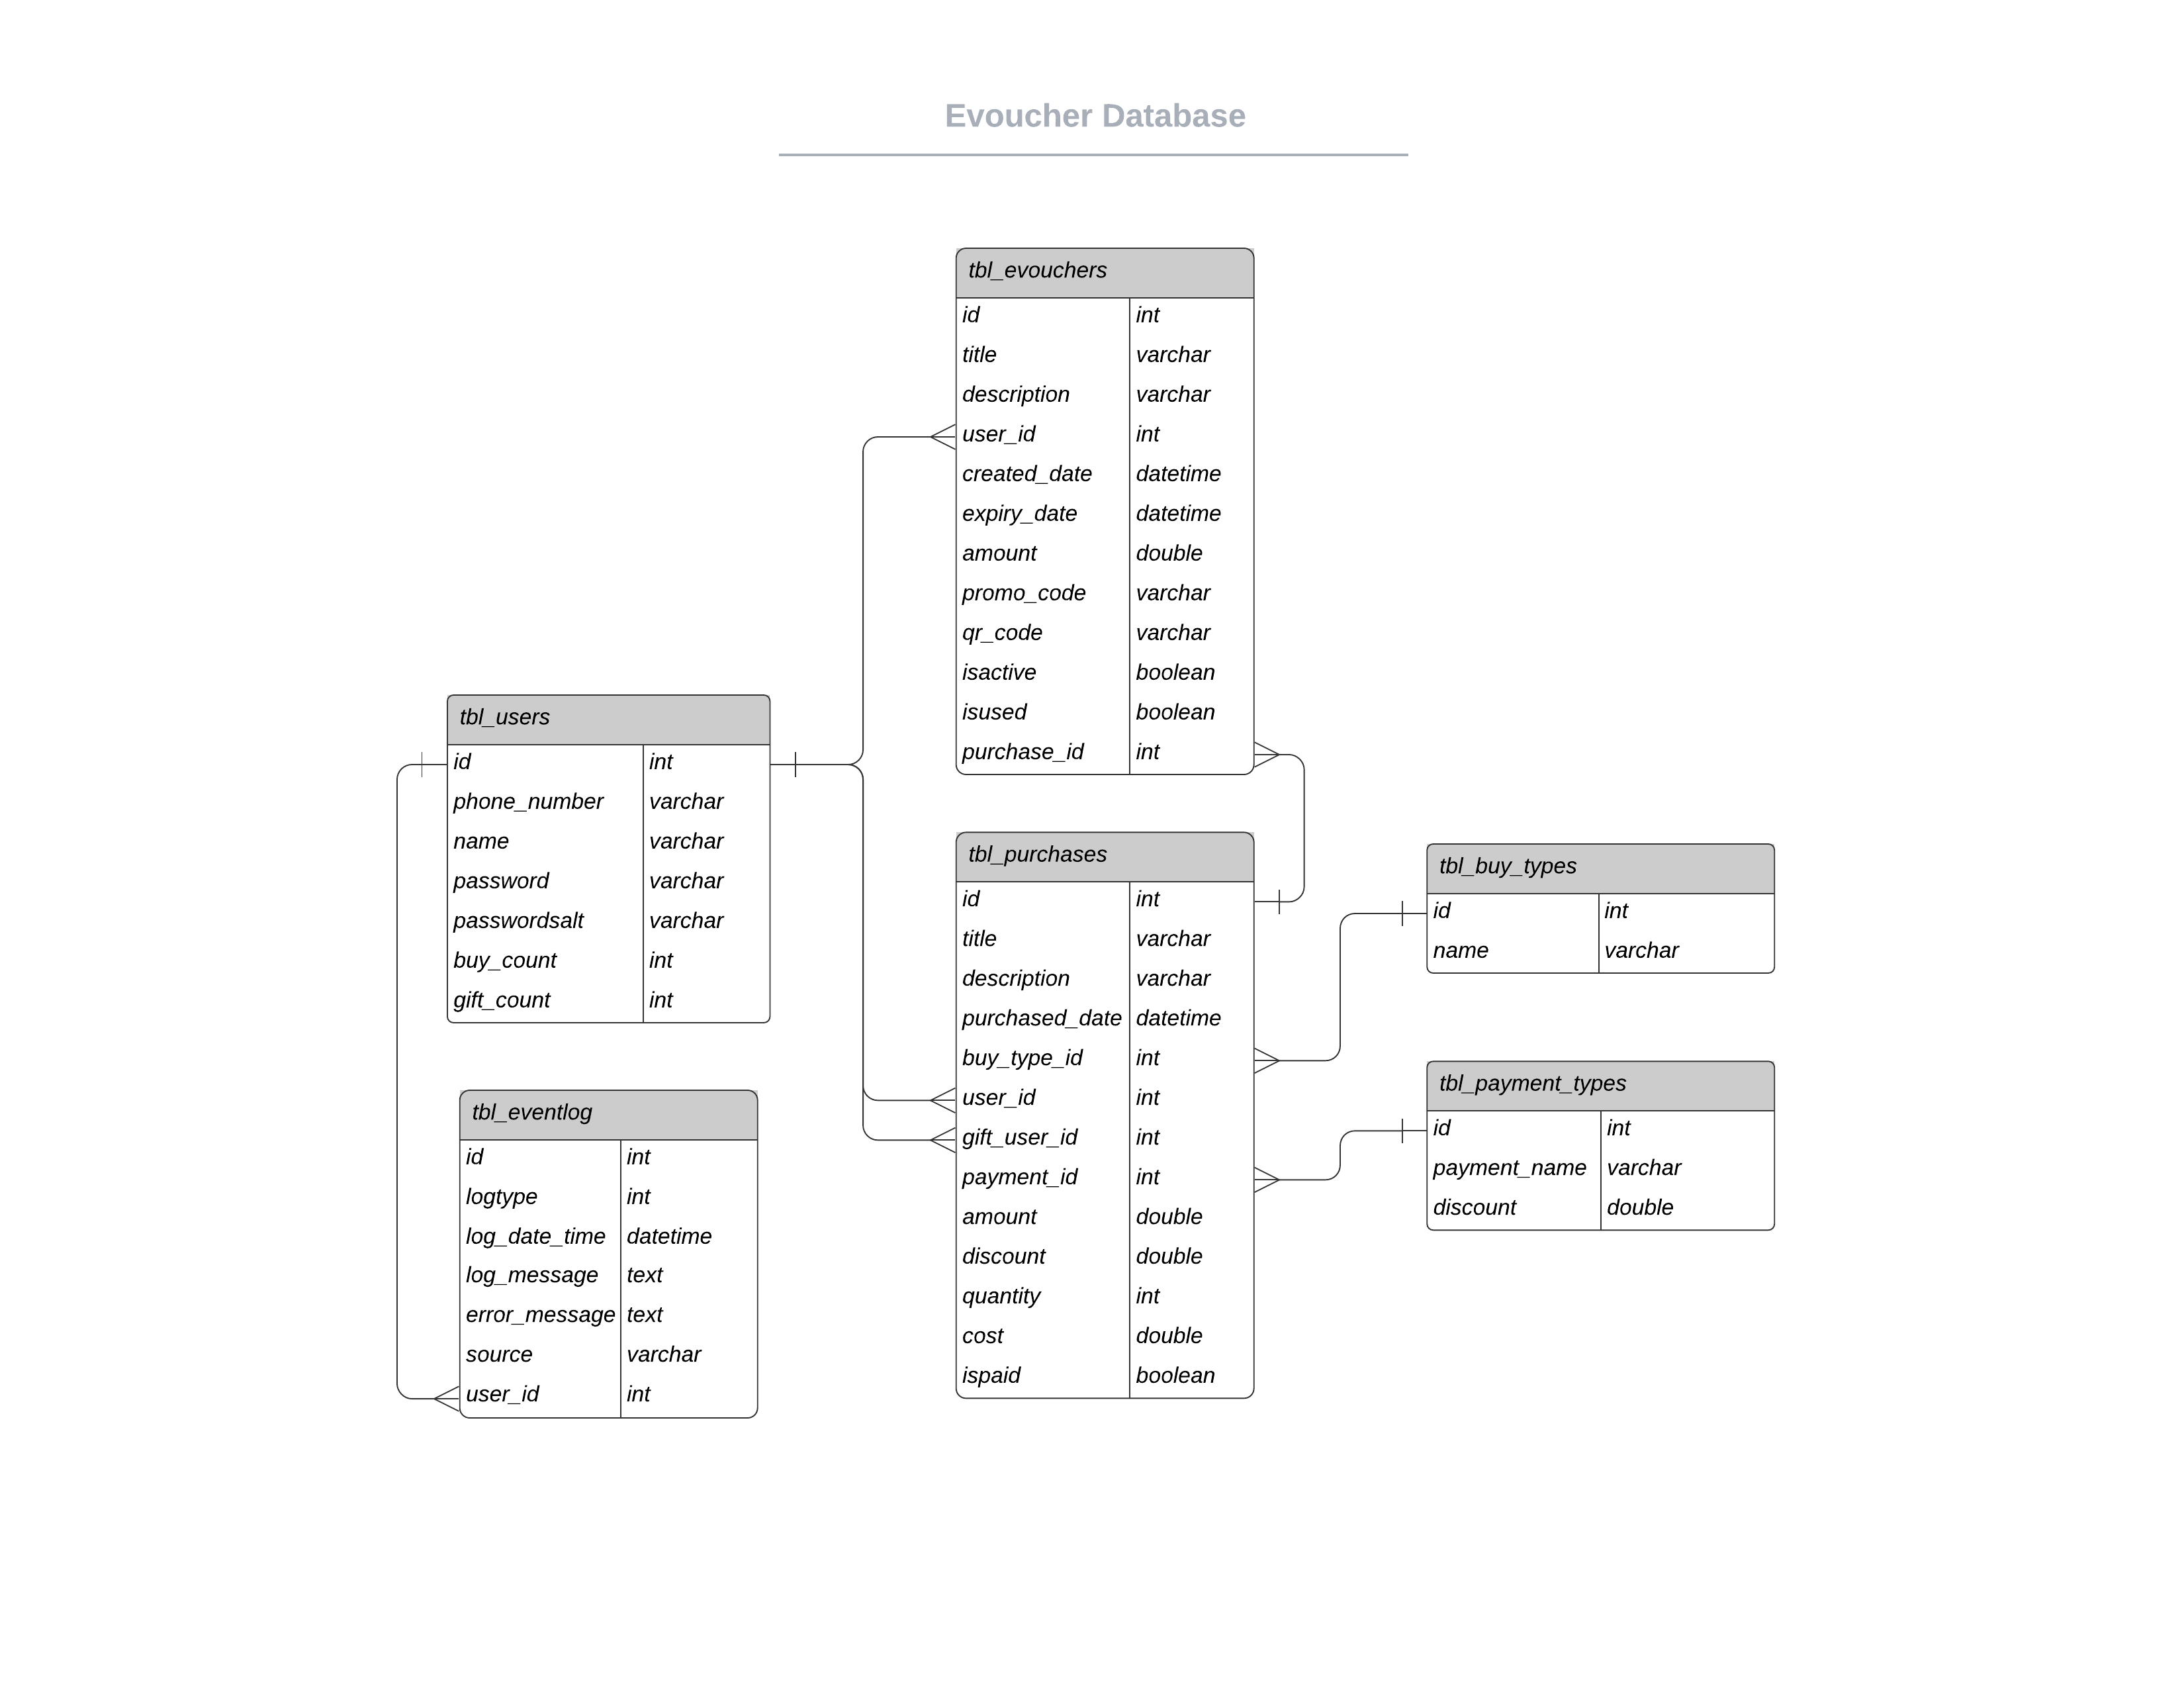 Evoucher Database
tbl_evouchers
id int
title varchar
description varchar
user_id int
created_date datetime
expiry_date datetime
amount double
promo_code varchar
qr_code varchar
isactive boolean
isused boolean
purchase_id int
tbl_users
id int
phone_number varchar
name varchar
password varchar
passwordsalt varchar
buy_count int
gift_count int
tbl_purchases
id int
title varchar
description varchar
purchased_date datetime
buy_type_id int
user_id int
gift_user_id int
payment_id int
amount double
discount double
quantity int
cost double
ispaid boolean
tbl_buy_types
id int
name varchar
tbl_payment_types
id int
payment_name varchar
discount double
tbl_eventlog
id int
logtype int
log_date_time datetime
log_message text
error_message text
source varchar
user_id int